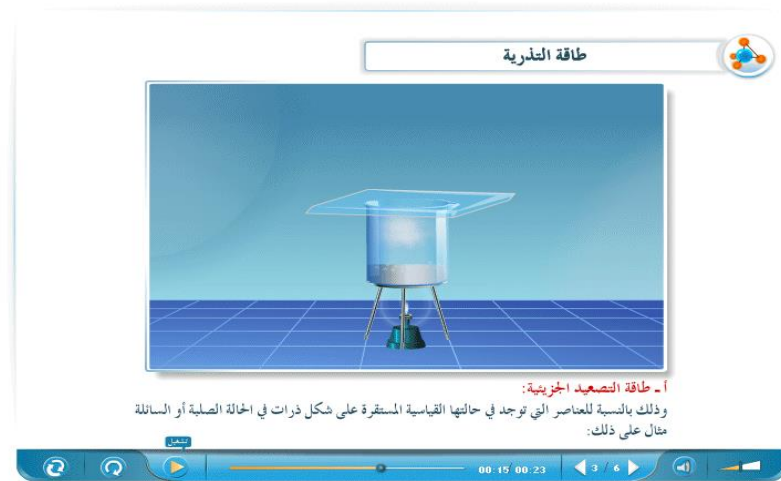 طاقة التذرية
أ ـ طاقة التصعيد الجزيئية:
وذلك بالنسبة للعناصر التي توجد في حالتها القياسية المستقرة على شكل ذرات في الحالة الصلبة أو السائلة
مثال على ذلك:
تشغيل
00:15/00:23
3 / 6